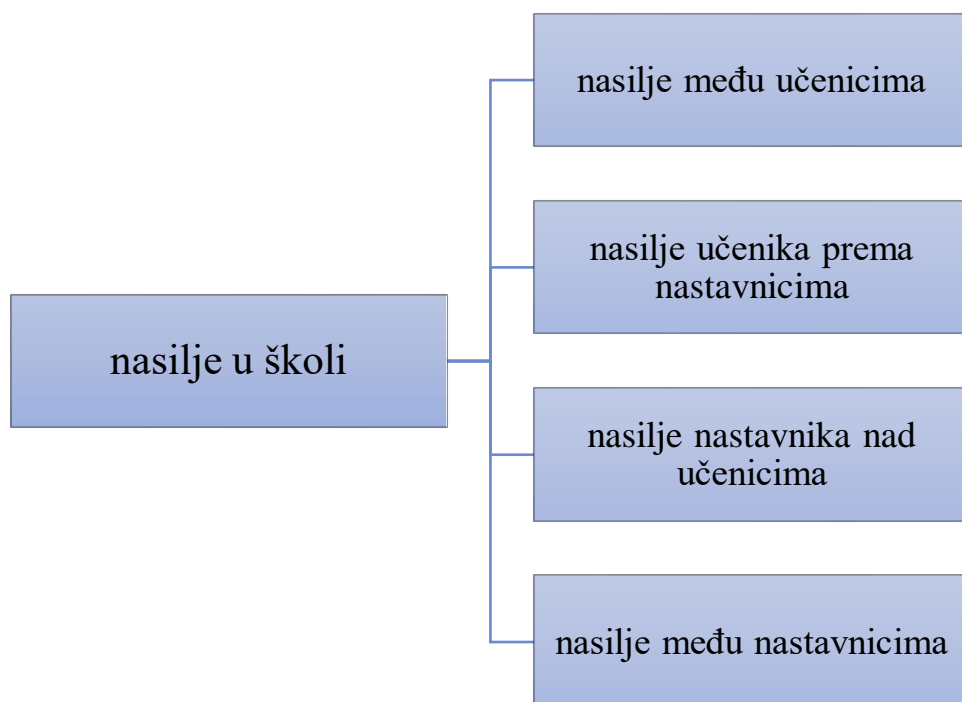 nasilje u školi
nasilje među učenicima
nasilje učenika prema
nastavnicima
nasilje nastavnika nad
učenicima
nasilje među nastavnicima